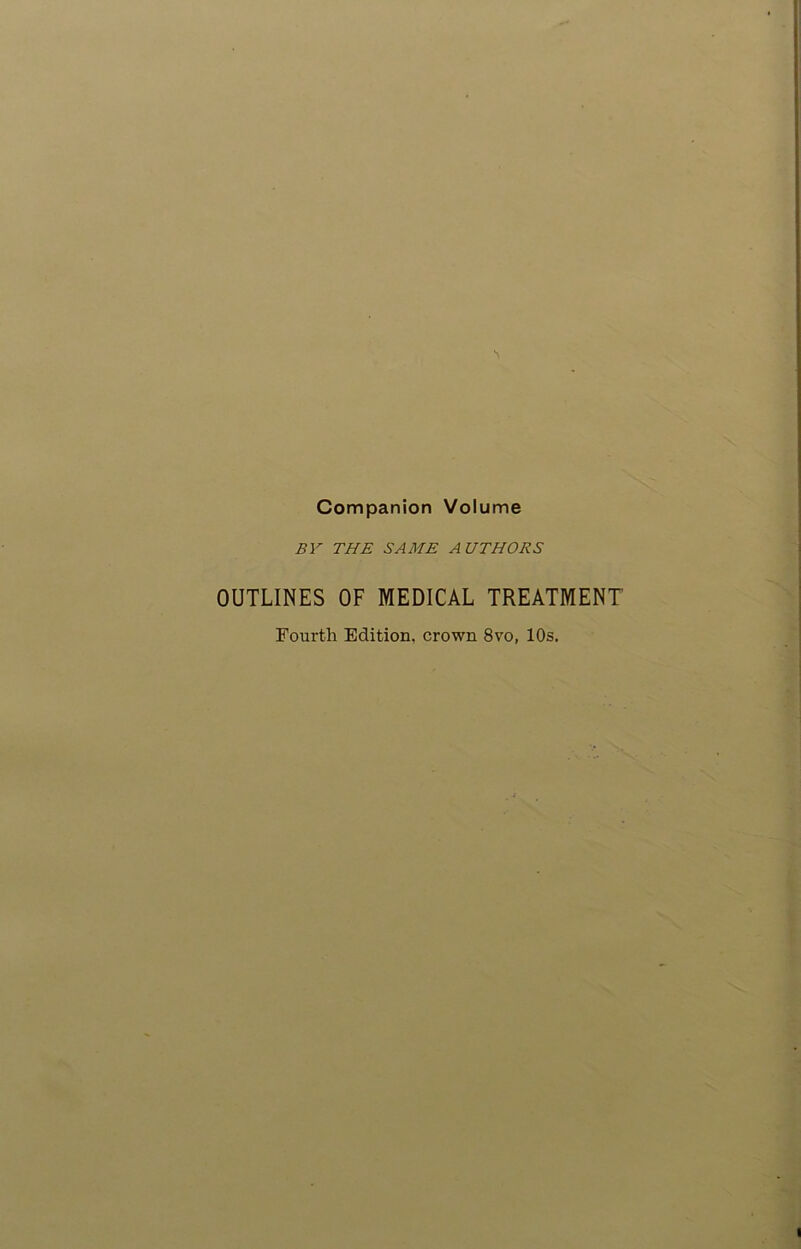 Companion Volume
BY THE SAME AUTHORS
OUTLINES OF MEDICAL TREATMENT
Fourth Edition, crown 8vo, 10s.